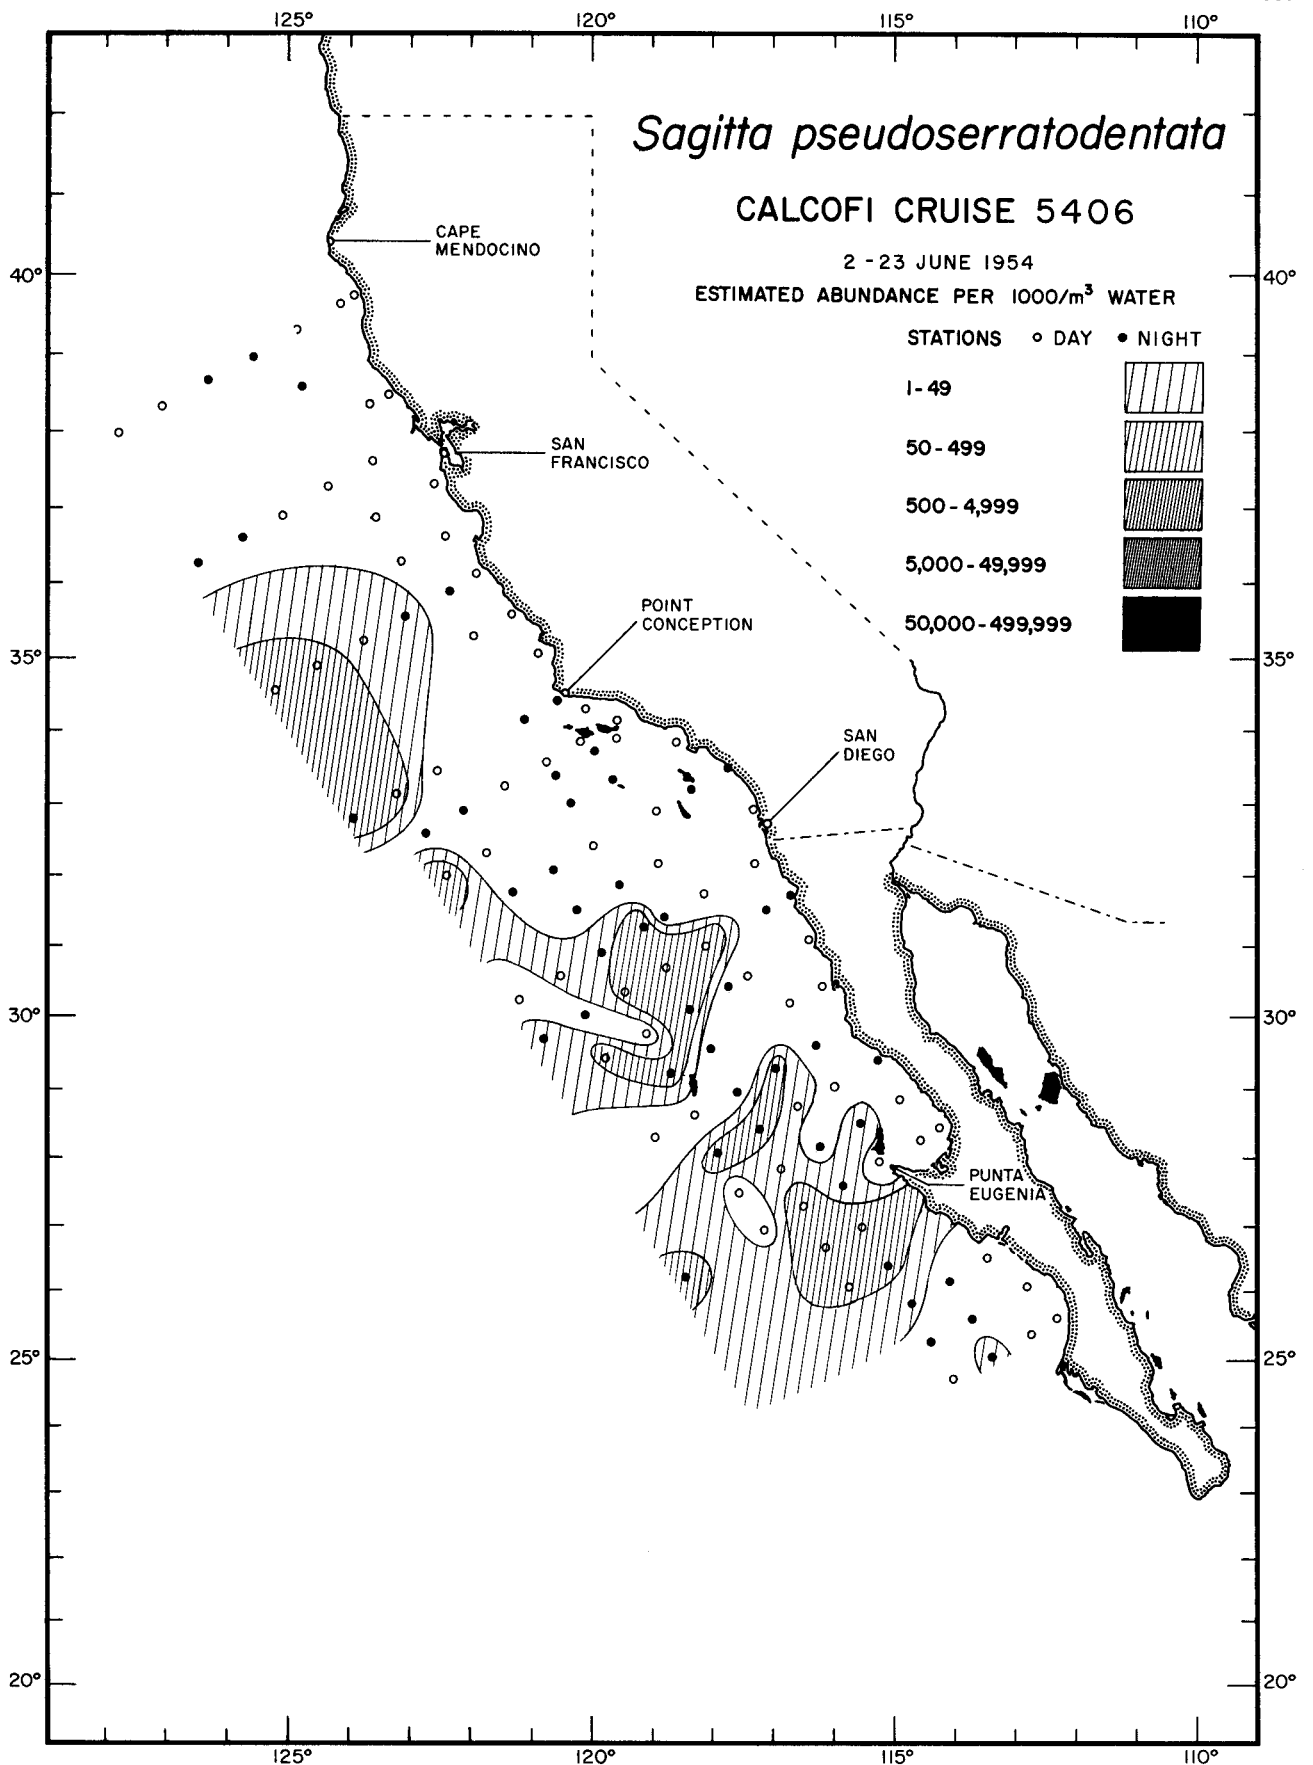 125° 120° 115° 110°
Sagitta pseudoserratodentata
CALCOFI CRUISE 5406
2 - 23 JUNE 1954
ESTIMATED ABUNDANCE PER 1000/m³ WATER
STATIONS ○ DAY ● NIGHT
1 - 49
50 - 499
500 - 4,999
5,000 - 49,999
50,000 - 499,999
CAPE
MENDOCINO
40° 40°
SAN
FRANCISCO
POINT
CONCEPTION
35° 35°
SAN
DIEGO
30° 30°
PUNTA
EUGENIA
25° 25°
20° 20°
125° 120° 115° 110°